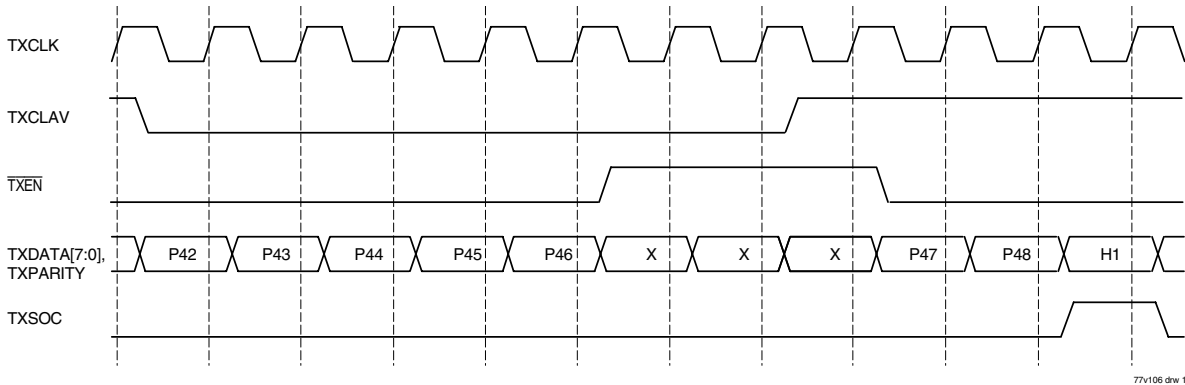 TXCLK
TXCLAV
TXEN
TXDATA[7:0],
TXPARITY
P42 P43 P44 P45 P46 X X X P47 P48 H1
TXSOC
77v106 drw 1